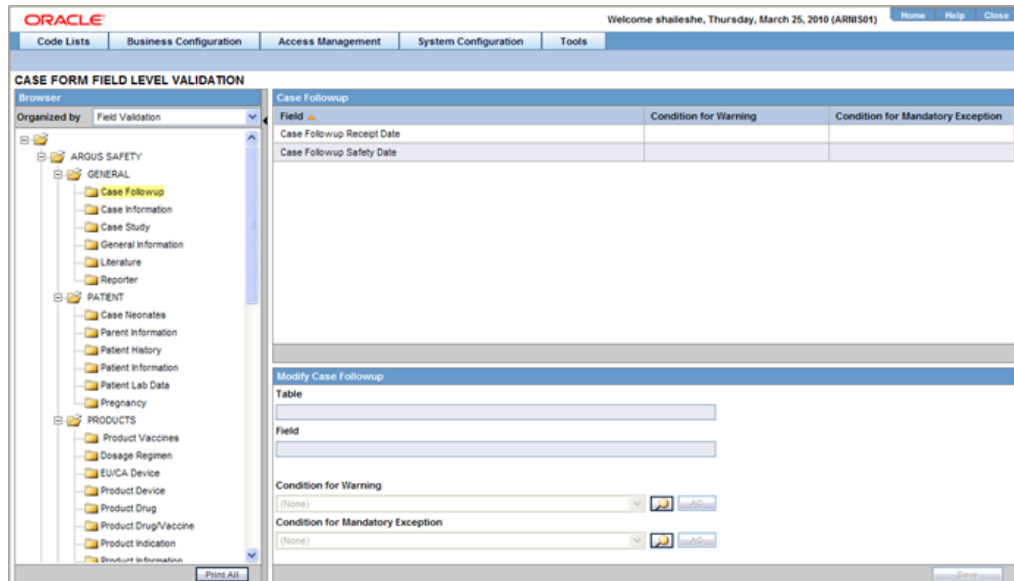 ORACLE
Welcome shaileshe, Thursday, March 25, 2010 (ARNIS01)
Home Help Close
Code Lists Business Configuration Access Management System Configuration Tools
CASE FORM FIELD LEVEL VALIDATION
Browser
Organized by Field Validation
ARGUS SAFETY
GENERAL
Case Followup
Case Information
Case Study
General Information
Literature
Reporter
PATIENT
Case Neonates
Parent Information
Patient History
Patient Information
Patient Lab Data
Pregnancy
PRODUCTS
Product Vaccines
Dosage Regimen
EU/CA Device
Product Device
Product Drug
Product Drug/Vaccine
Product Indication
Product Information
Print All
Case Followup
Field Condition for Warning Condition for Mandatory Exception
Case Followup Receipt Date
Case Followup Safety Date
Modify Case Followup
Table
Field
Condition for Warning
(None) AC
Condition for Mandatory Exception
(None) AC
Save